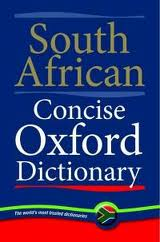 South
African
Concise
Oxford
Dictionary
The world's most trusted dictionaries